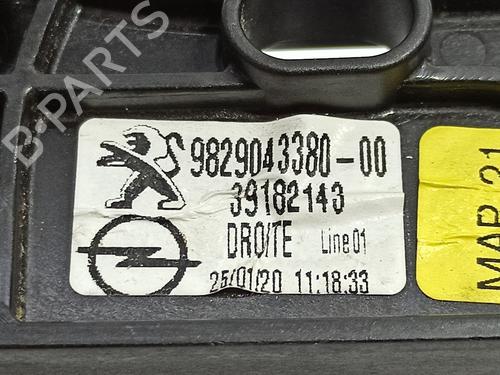 B-PARTS
9829043380-00
39182143
DROITE Line01
25/01/20 11:18:33
MAR 21